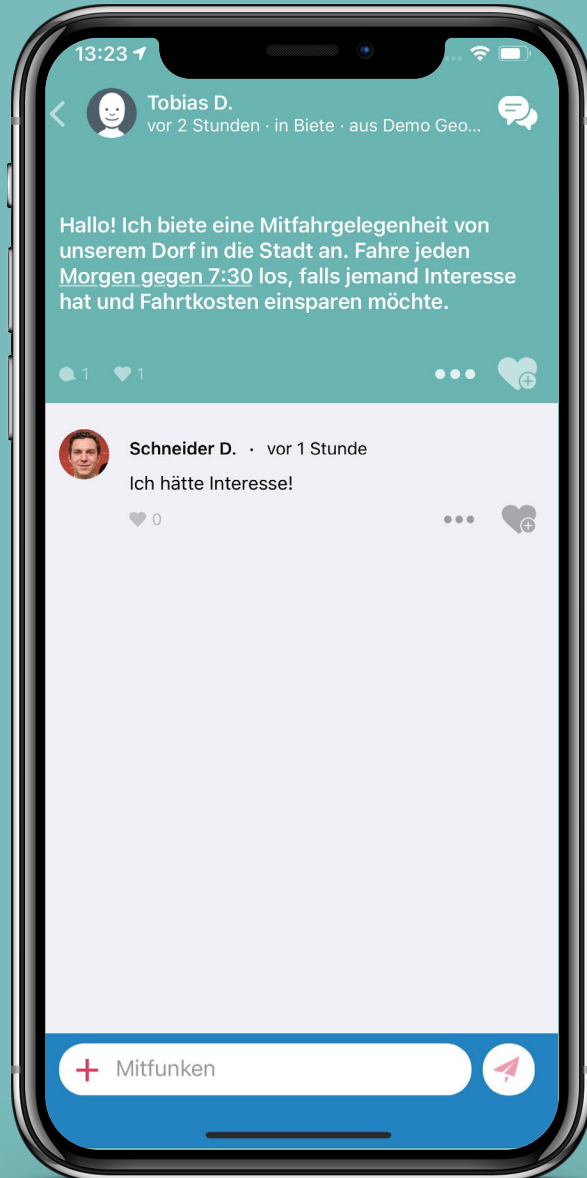 13:23
Tobias D.
vor 2 Stunden · in Biete · aus Demo Geo...
Hallo! Ich biete eine Mitfahrgelegenheit von
unserem Dorf in die Stadt an. Fahre jeden
Morgen gegen 7:30 los, falls jemand Interesse
hat und Fahrtkosten einsparen möchte.
1 1
Schneider D. · vor 1 Stunde
Ich hätte Interesse!
0
Mitfunken